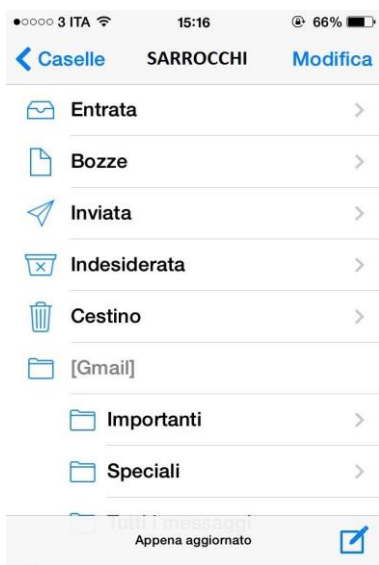 3 ITA 15:16 66%
Caselle SARROCCHI Modifica
Entrata
Bozze
Inviata
Indesiderata
Cestino
[Gmail]
Importanti
Speciali
Tutti i messaggi
Appena aggiornato